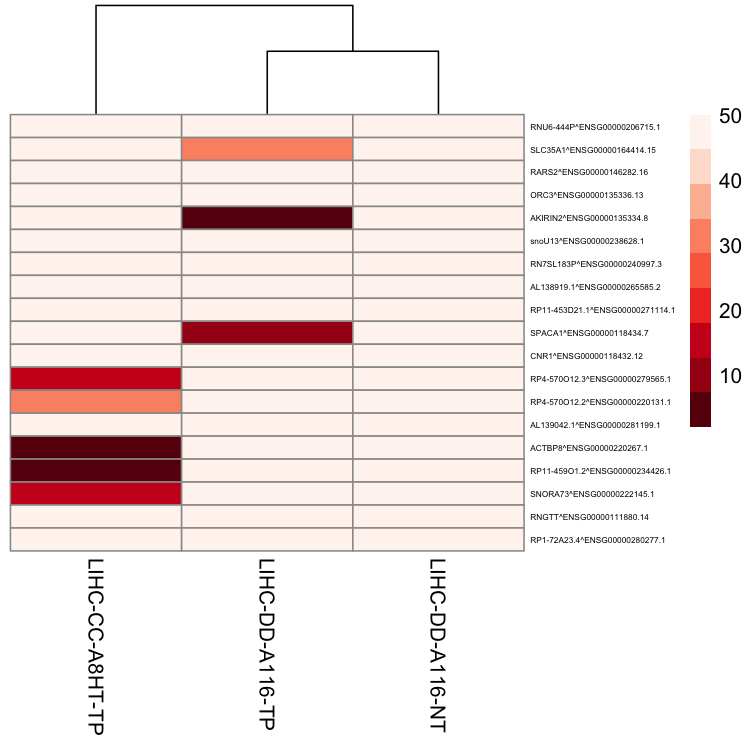 50
RNU6-444P^ENSG00000206715.1
SLC35A1^ENSG00000164414.15
RARS2^ENSG00000146282.16
40
ORC3^ENSG00000135336.13
AKIRIN2^ENSG00000135334.8
snoU13^ENSG00000238628.1
30
RN7SL183P^ENSG00000240997.3
AL138919.1^ENSG00000265585.2
RP11-453D21.1^ENSG00000271114.1
20
SPACA1^ENSG00000118434.7
CNR1^ENSG00000118432.12
RP4-570O12.3^ENSG00000279565.1
10
RP4-570O12.2^ENSG00000220131.1
AL139042.1^ENSG00000281199.1
ACTBP8^ENSG00000220267.1
RP11-459O1.2^ENSG00000234426.1
SNORA73^ENSG00000222145.1
RNGTT^ENSG00000111880.14
RP1-72A23.4^ENSG00000280277.1
LIHC-CC-A8HT-TP
LIHC-DD-A116-TP
LIHC-DD-A116-NT